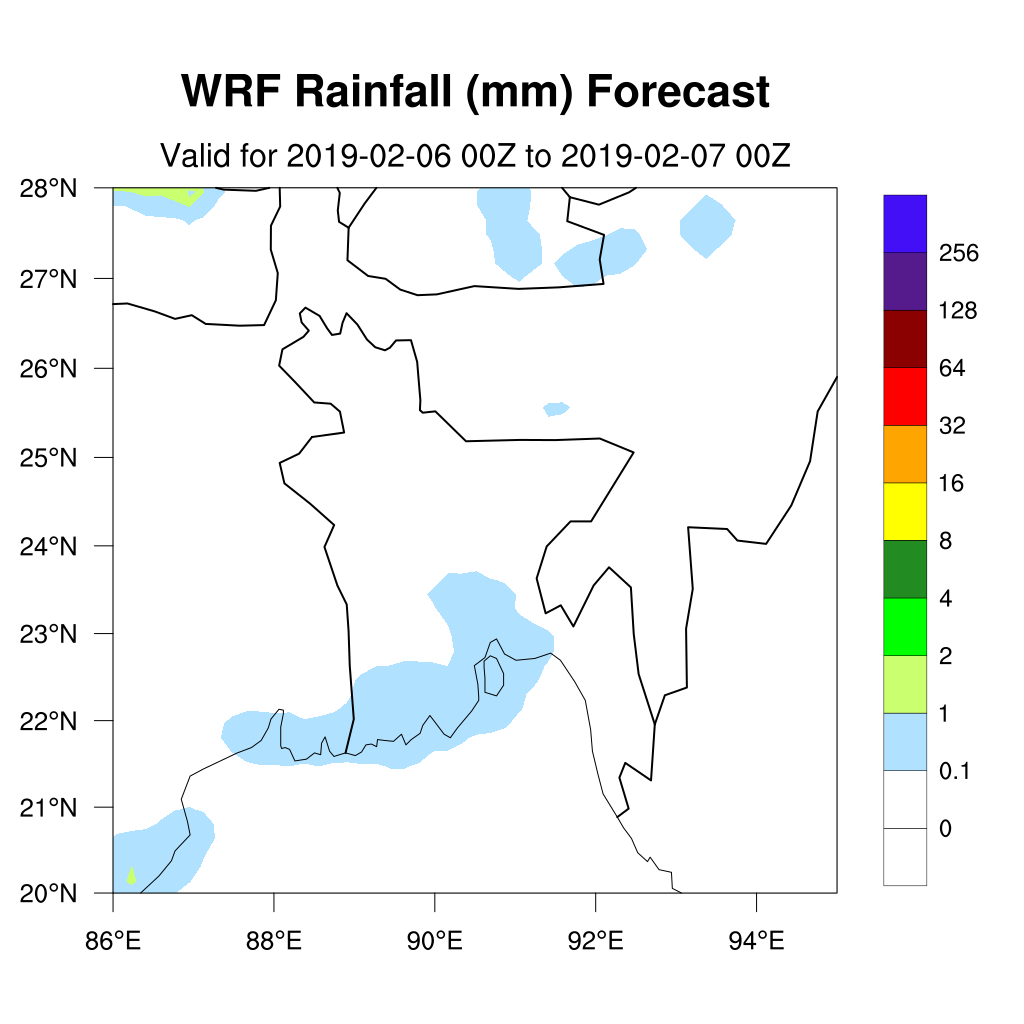 WRF Rainfall (mm) Forecast
Valid for 2019-02-06 00Z to 2019-02-07 00Z
28°N
27°N
26°N
25°N
24°N
23°N
22°N
21°N
20°N
86°E 88°E 90°E 92°E 94°E
256
128
64
32
16
8
4
2
1
0.1
0